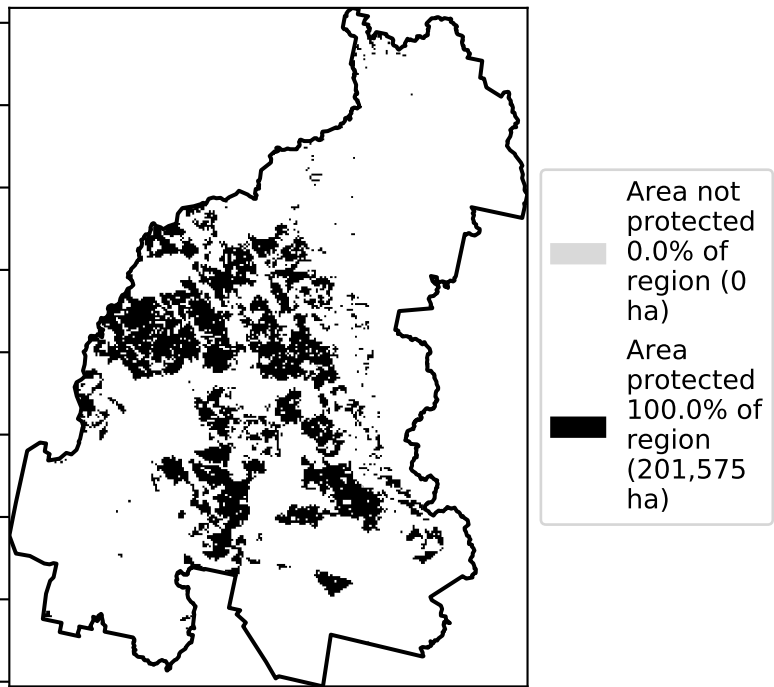 Area not
protected
0.0% of
region (0
ha)
Area
protected
100.0% of
region
(201,575
ha)